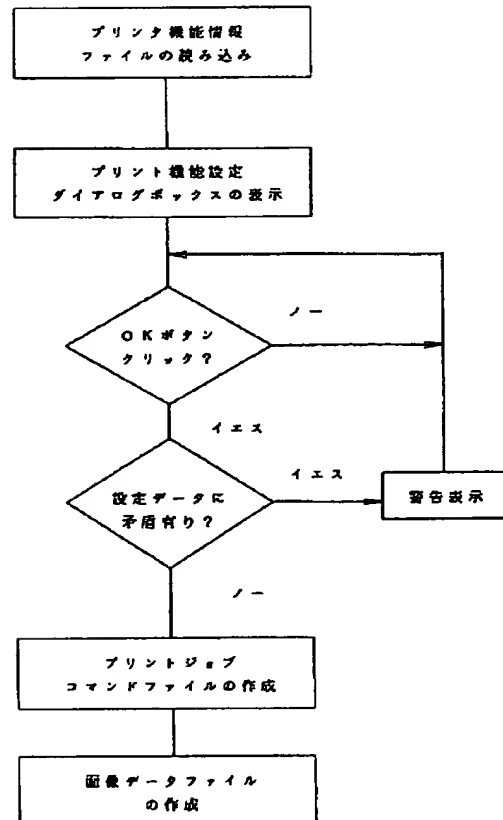 プリンタ機能情報
ファイルの読み込み
プリント機能設定
ダイアログボックスの表示
ノー
OKボタン
クリック?
イエス
イエス
設定データに
矛盾有り?
警告表示
ノー
プリントジョブ
コマンドファイルの作成
画像データファイル
の作成